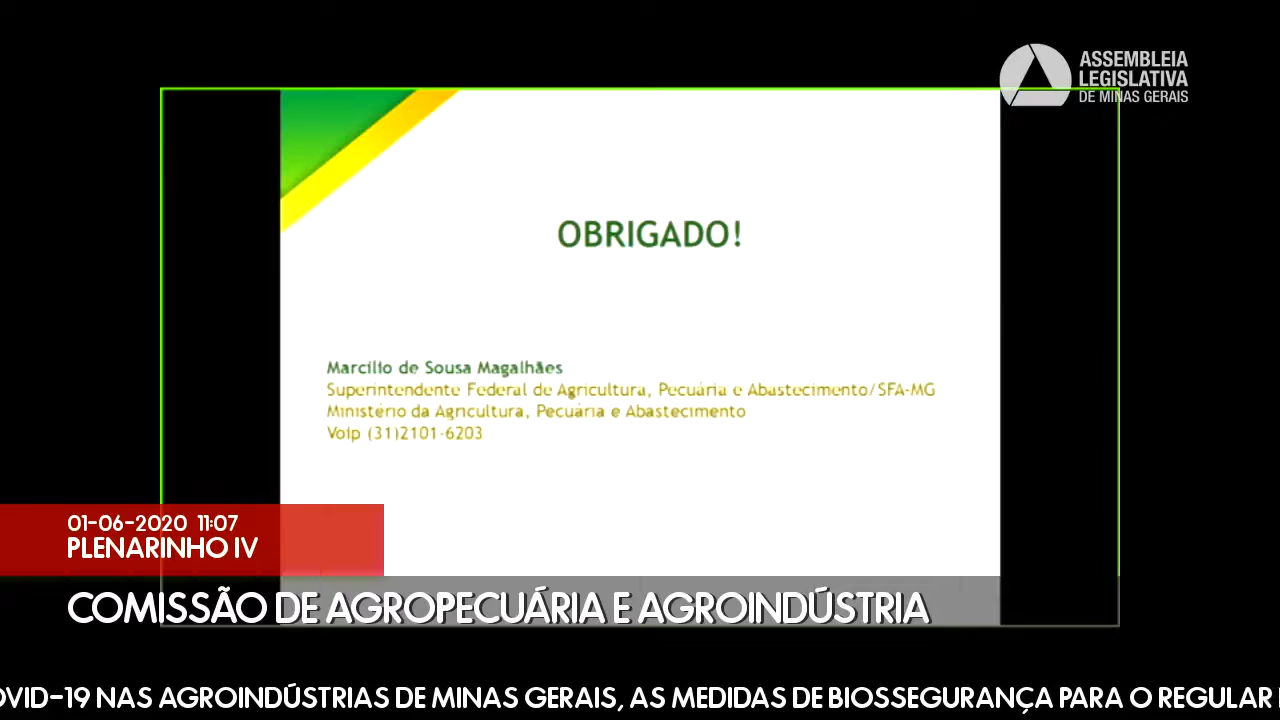 ASSEMBLEIA
LEGISLATIVA
DE MINAS GERAIS
OBRIGADO!
Marcílio de Sousa Magalhães
Superintendente Federal de Agricultura, Pecuária e Abastecimento/SFA-MG
Ministério da Agricultura, Pecuária e Abastecimento
Voip (31)2101-6203
01-06-2020 11:07
PLENARINHO IV
COMISSÃO DE AGROPECUÁRIA E AGROINDÚSTRIA
OVID-19 NAS AGROINDÚSTRIAS DE MINAS GERAIS, AS MEDIDAS DE BIOSSEGURANÇA PARA O REGULAR